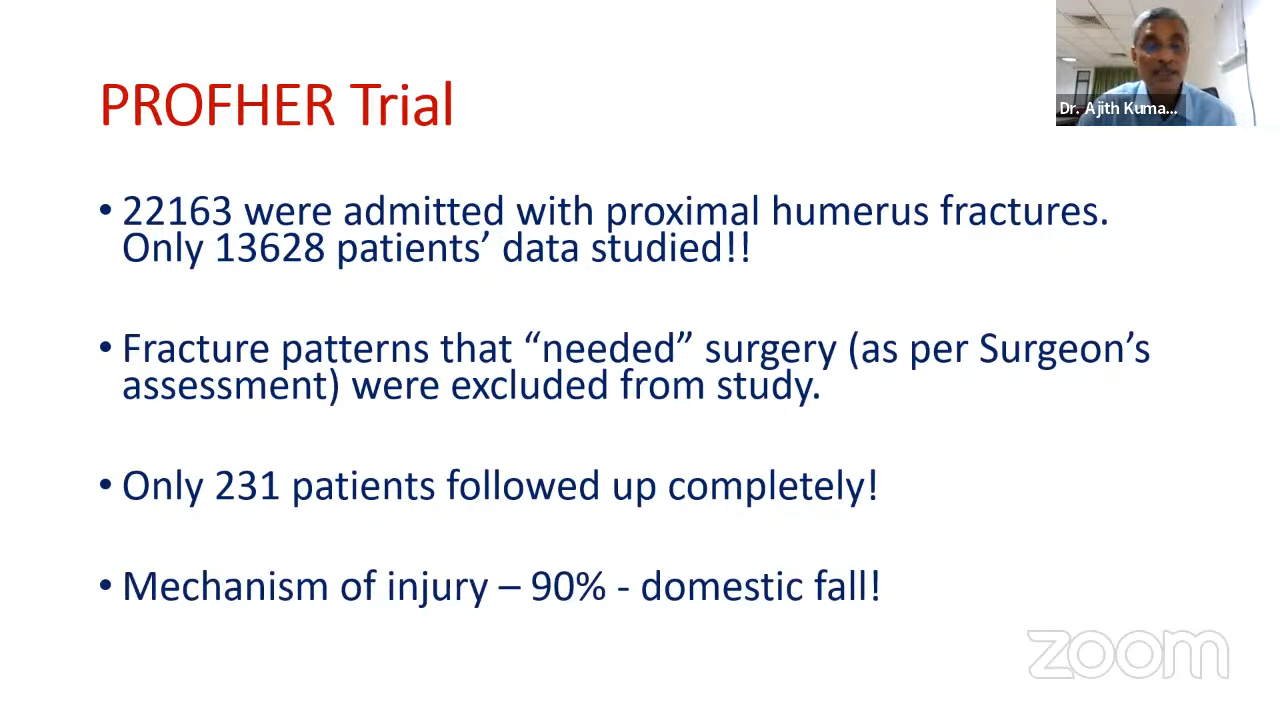 PROFHER Trial
Dr. Ajith Kuma...
• 22163 were admitted with proximal humerus fractures.
Only 13628 patients’ data studied!!
• Fracture patterns that “needed” surgery (as per Surgeon’s
assessment) were excluded from study.
• Only 231 patients followed up completely!
• Mechanism of injury – 90% - domestic fall!
zoom